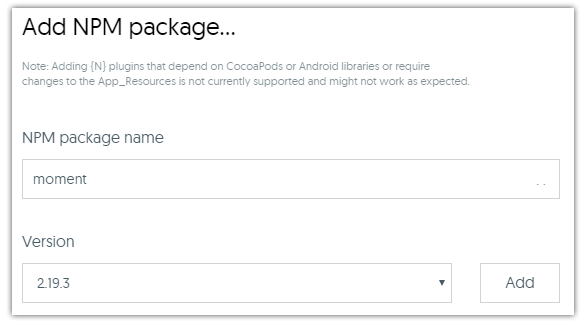 Add NPM package...
Note: Adding {N} plugins that depend on CocoaPods or Android libraries or require
changes to the App_Resources is not currently supported and might not work as expected.
NPM package name
moment
Version
2.19.3
Add